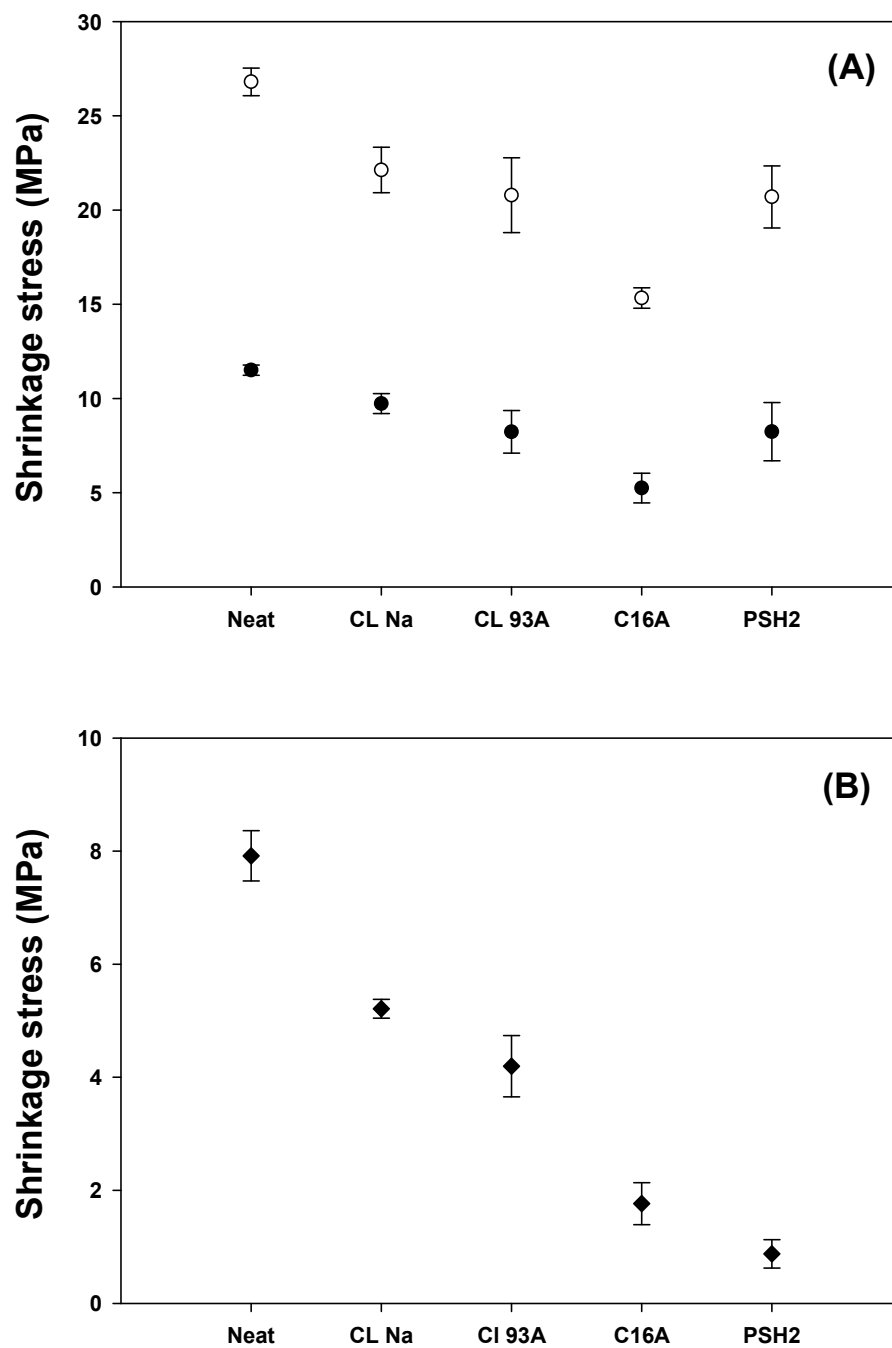 30
(A)
25
20
15
10
5
0
Shrinkage stress (MPa)
Neat CL Na CL 93A C16A PSH2
10
(B)
8
6
4
2
0
Shrinkage stress (MPa)
Neat CL Na Cl 93A C16A PSH2